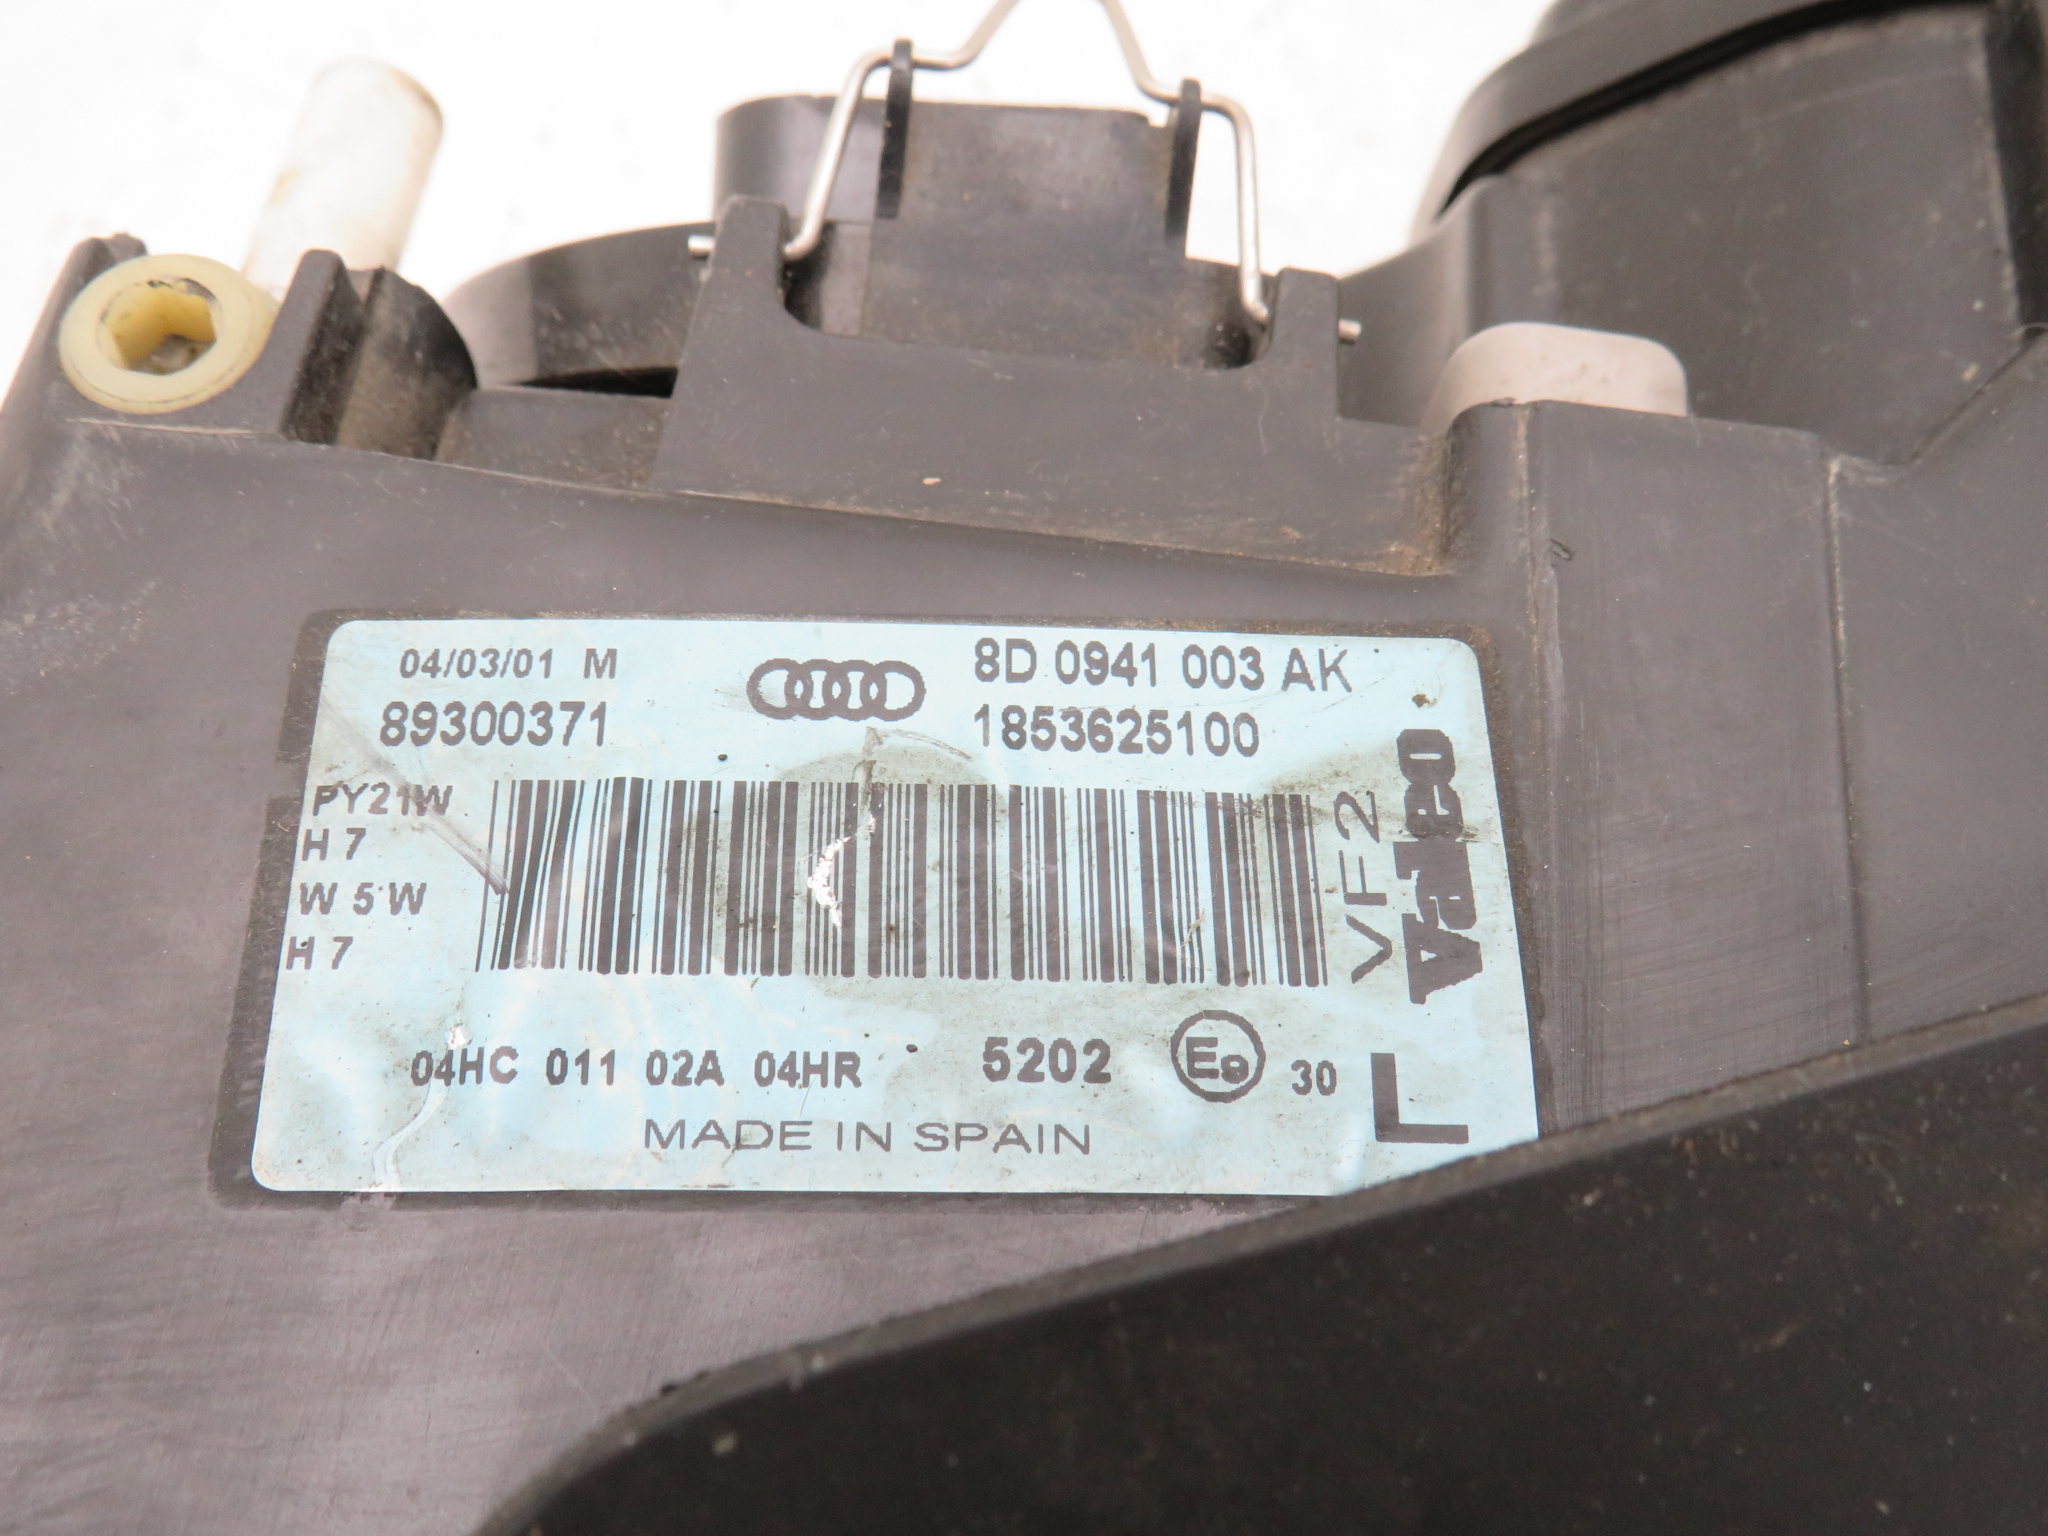 04/03/01 M 8D 0941 003 AK
89300371 1853625100
PY21W
H 7
W 5 W
H 7
VF2
Valeo
04HC 011 02A 04HR 5202 E9 30
L
MADE IN SPAIN